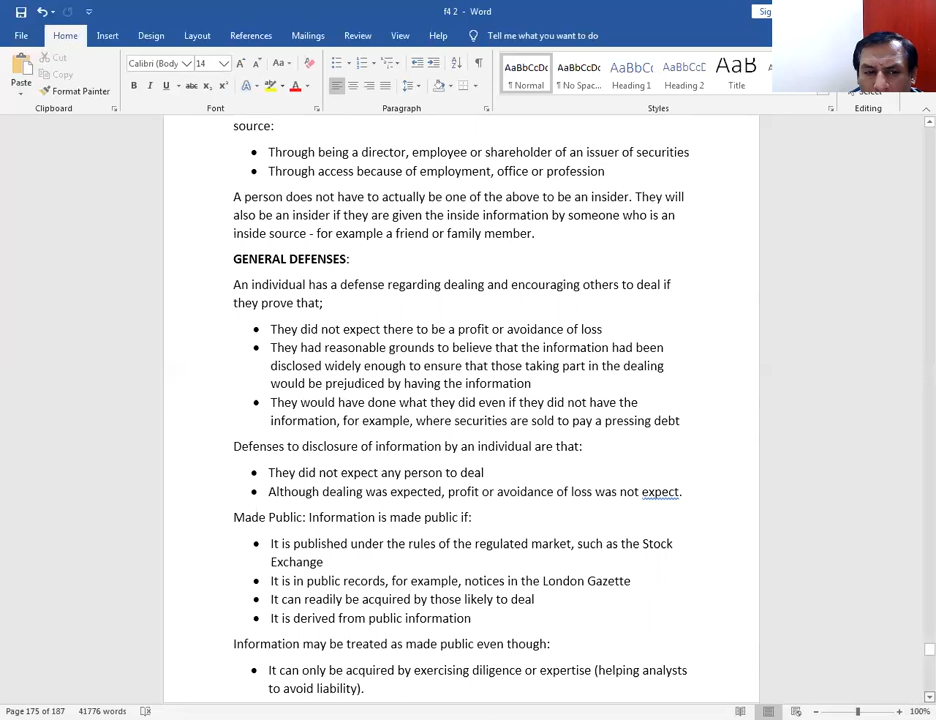 f4 2 - Word
Sig
File Home Insert Design Layout References Mailings Review View Help Tell me what you want to do
Paste
Cut
Copy
Format Painter
Clipboard
Calibri (Body 14
Aa
B I U abc x₂ x² A A
Font
Paragraph
AaBbCcDc AaBbCcDc AaBbCc AaBbCcD AaB
¶ Normal ¶ No Spac... Heading 1 Heading 2 Title
Styles
Editing
source:
• Through being a director, employee or shareholder of an issuer of securities
• Through access because of employment, office or profession
A person does not have to actually be one of the above to be an insider. They will
also be an insider if they are given the inside information by someone who is an
inside source - for example a friend or family member.
GENERAL DEFENSES:
An individual has a defense regarding dealing and encouraging others to deal if
they prove that;
• They did not expect there to be a profit or avoidance of loss
• They had reasonable grounds to believe that the information had been
disclosed widely enough to ensure that those taking part in the dealing
would be prejudiced by having the information
• They would have done what they did even if they did not have the
information, for example, where securities are sold to pay a pressing debt
Defenses to disclosure of information by an individual are that:
• They did not expect any person to deal
• Although dealing was expected, profit or avoidance of loss was not expect.
Made Public: Information is made public if:
• It is published under the rules of the regulated market, such as the Stock
Exchange
• It is in public records, for example, notices in the London Gazette
• It can readily be acquired by those likely to deal
• It is derived from public information
Information may be treated as made public even though:
• It can only be acquired by exercising diligence or expertise (helping analysts
to avoid liability).
Page 175 of 187 41776 words
100%